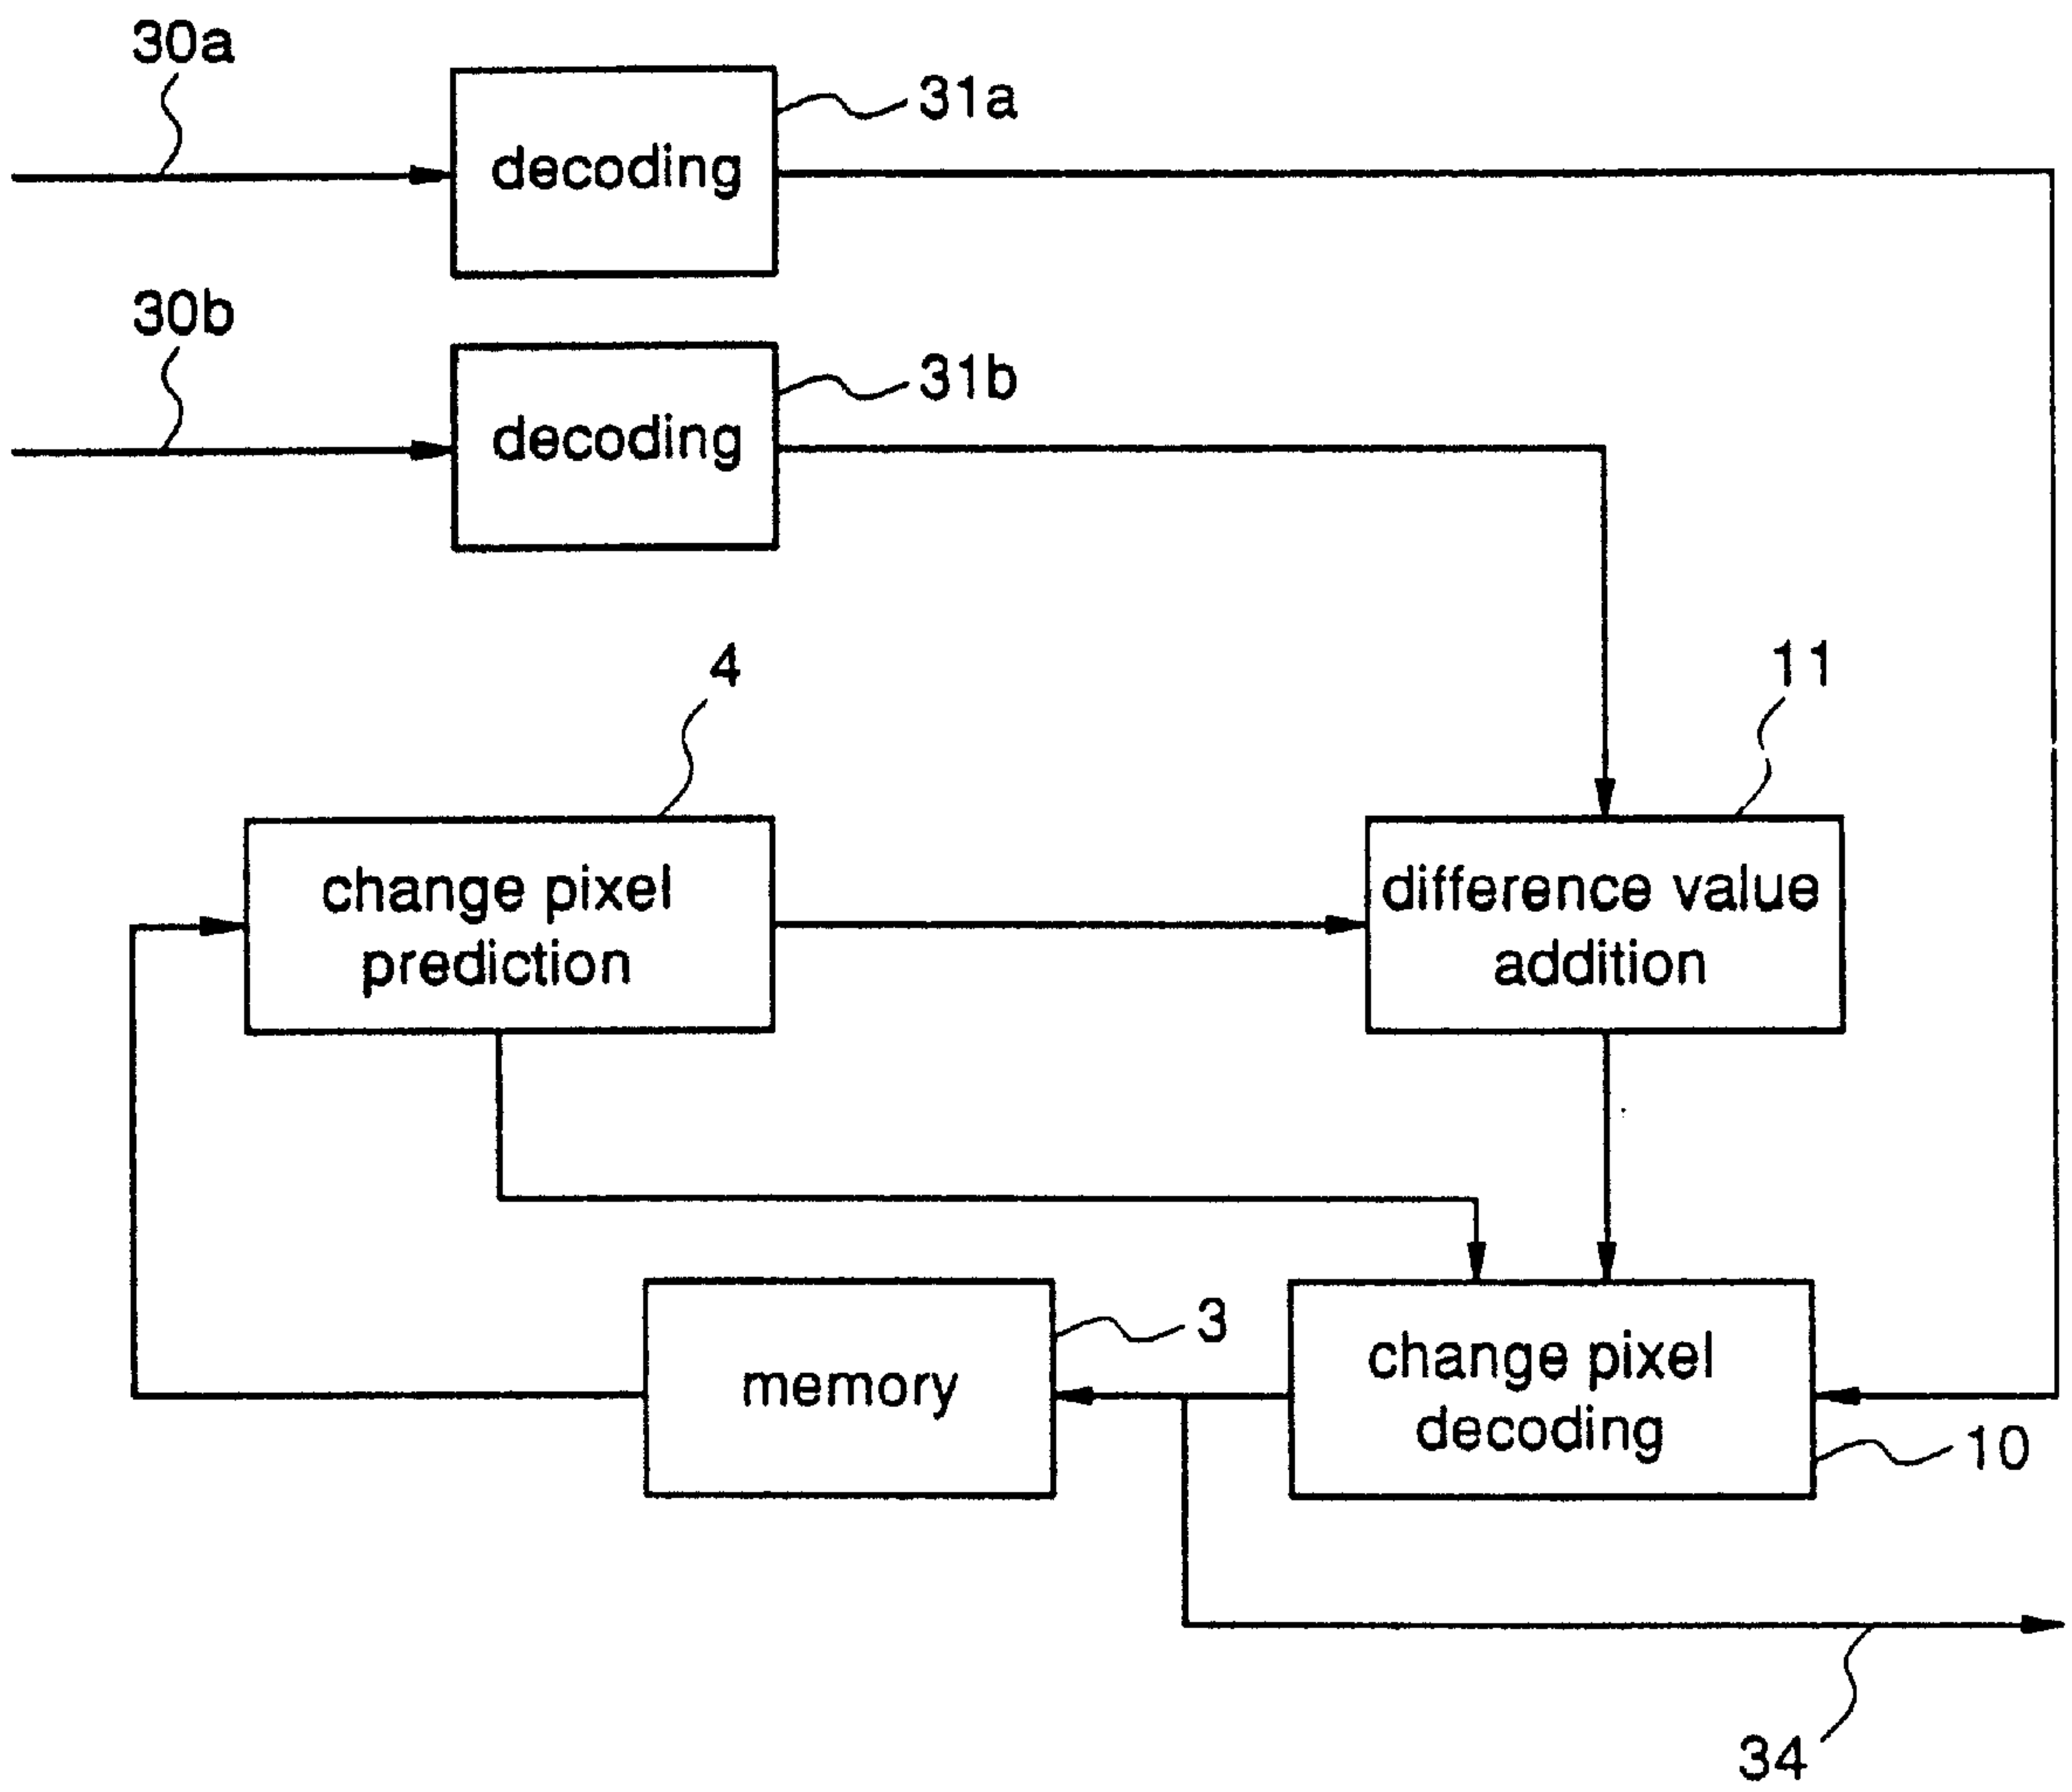 30a
31a
decoding
30b
31b
decoding
4
11
change pixel
prediction
difference value
addition
3
memory
change pixel
decoding
10
34